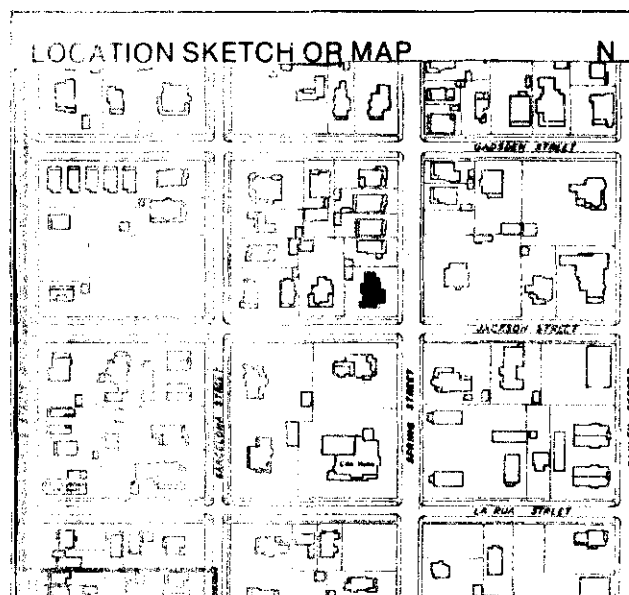 LOCATION SKETCH OR MAP N
GADSDEN STREET
JACKSON STREET
BARCELONA STREET
SPRING STREET
LA RUA STREET